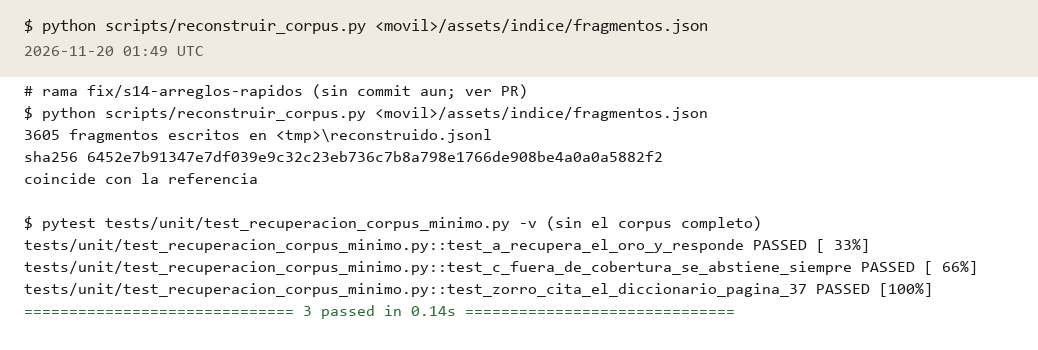 $ python scripts/reconstruir_corpus.py <movil>/assets/indice/fragmentos.json
2026-11-20 01:49 UTC
# rama fix/s14-arreglos-rapidos (sin commit aun; ver PR)
$ python scripts/reconstruir_corpus.py <movil>/assets/indice/fragmentos.json
3605 fragmentos escritos en <tmp>\reconstruido.jsonl
sha256 6452e7b91347e7df039e9c32c23eb736c7b8a798e1766de908be4a0a0a5882f2
coincide con la referencia
$ pytest tests/unit/test_recuperacion_corpus_minimo.py -v (sin el corpus completo)
tests/unit/test_recuperacion_corpus_minimo.py::test_a_recupera_el_oro_y_responde PASSED [ 33%]
tests/unit/test_recuperacion_corpus_minimo.py::test_c_fuera_de_cobertura_se_abstiene_siempre PASSED [ 66%]
tests/unit/test_recuperacion_corpus_minimo.py::test_zorro_cita_el_diccionario_pagina_37 PASSED [100%]
============================== 3 passed in 0.14s ==============================